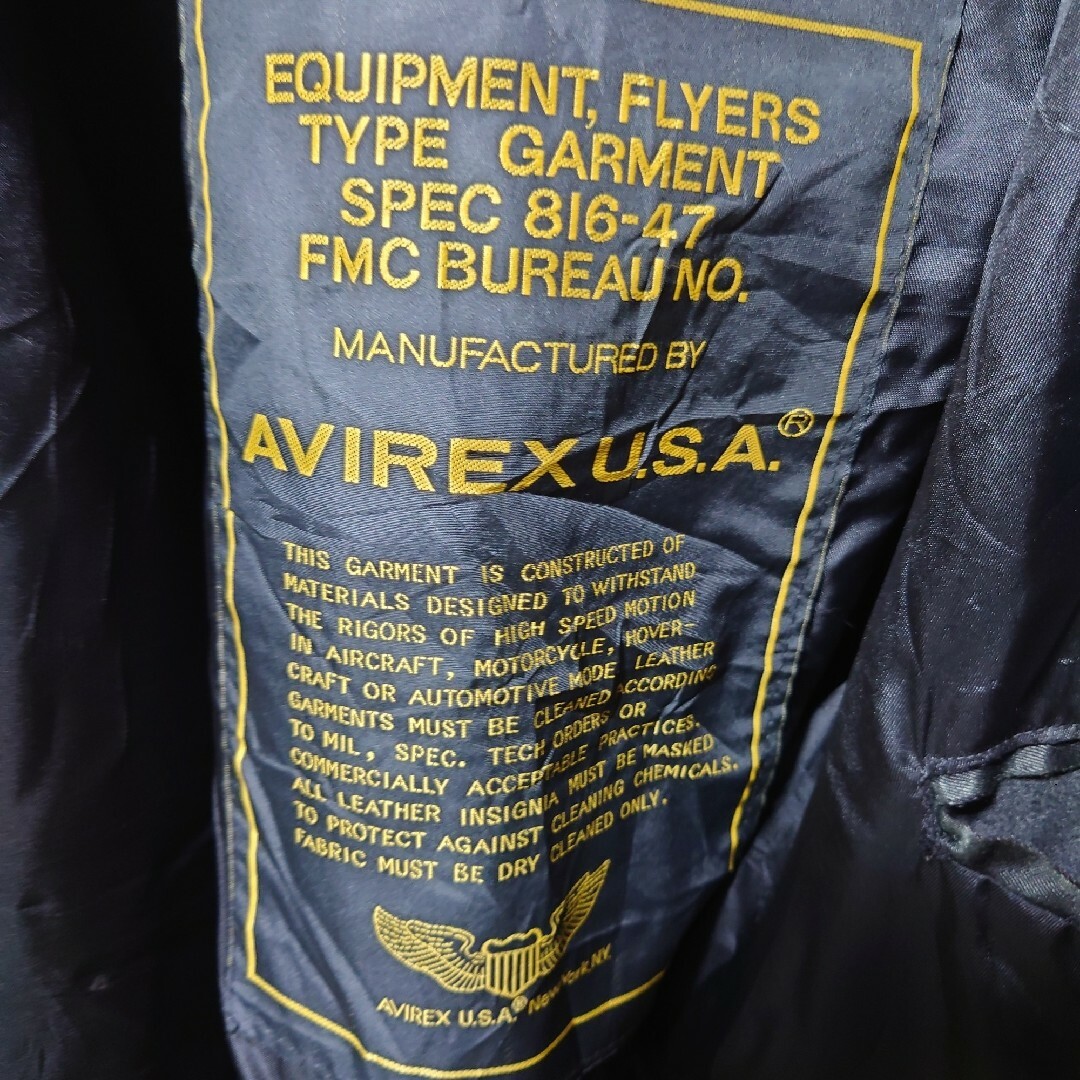 EQUIPMENT, FLYERS
TYPE GARMENT
SPEC 816-47
FMC BUREAU NO.
MANUFACTURED BY
AVIREX U.S.A.®
THIS GARMENT IS CONSTRUCTED OF
MATERIALS DESIGNED TO WITHSTAND
THE RIGORS OF HIGH SPEED MOTION
IN AIRCRAFT, MOTORCYCLE, HOVER-
CRAFT OR AUTOMOTIVE MODE LEATHER
GARMENTS MUST BE CLEANED ACCORDING
TO MIL, SPEC. TECH ORDERS OR
COMMERCIALLY ACCEPTABLE PRACTICES.
ALL LEATHER INSIGNIA MUST BE MASKED
TO PROTECT AGAINST CLEANING CHEMICALS.
FABRIC MUST BE DRY CLEANED ONLY.
AVIREX U.S.A.® New York.NY.